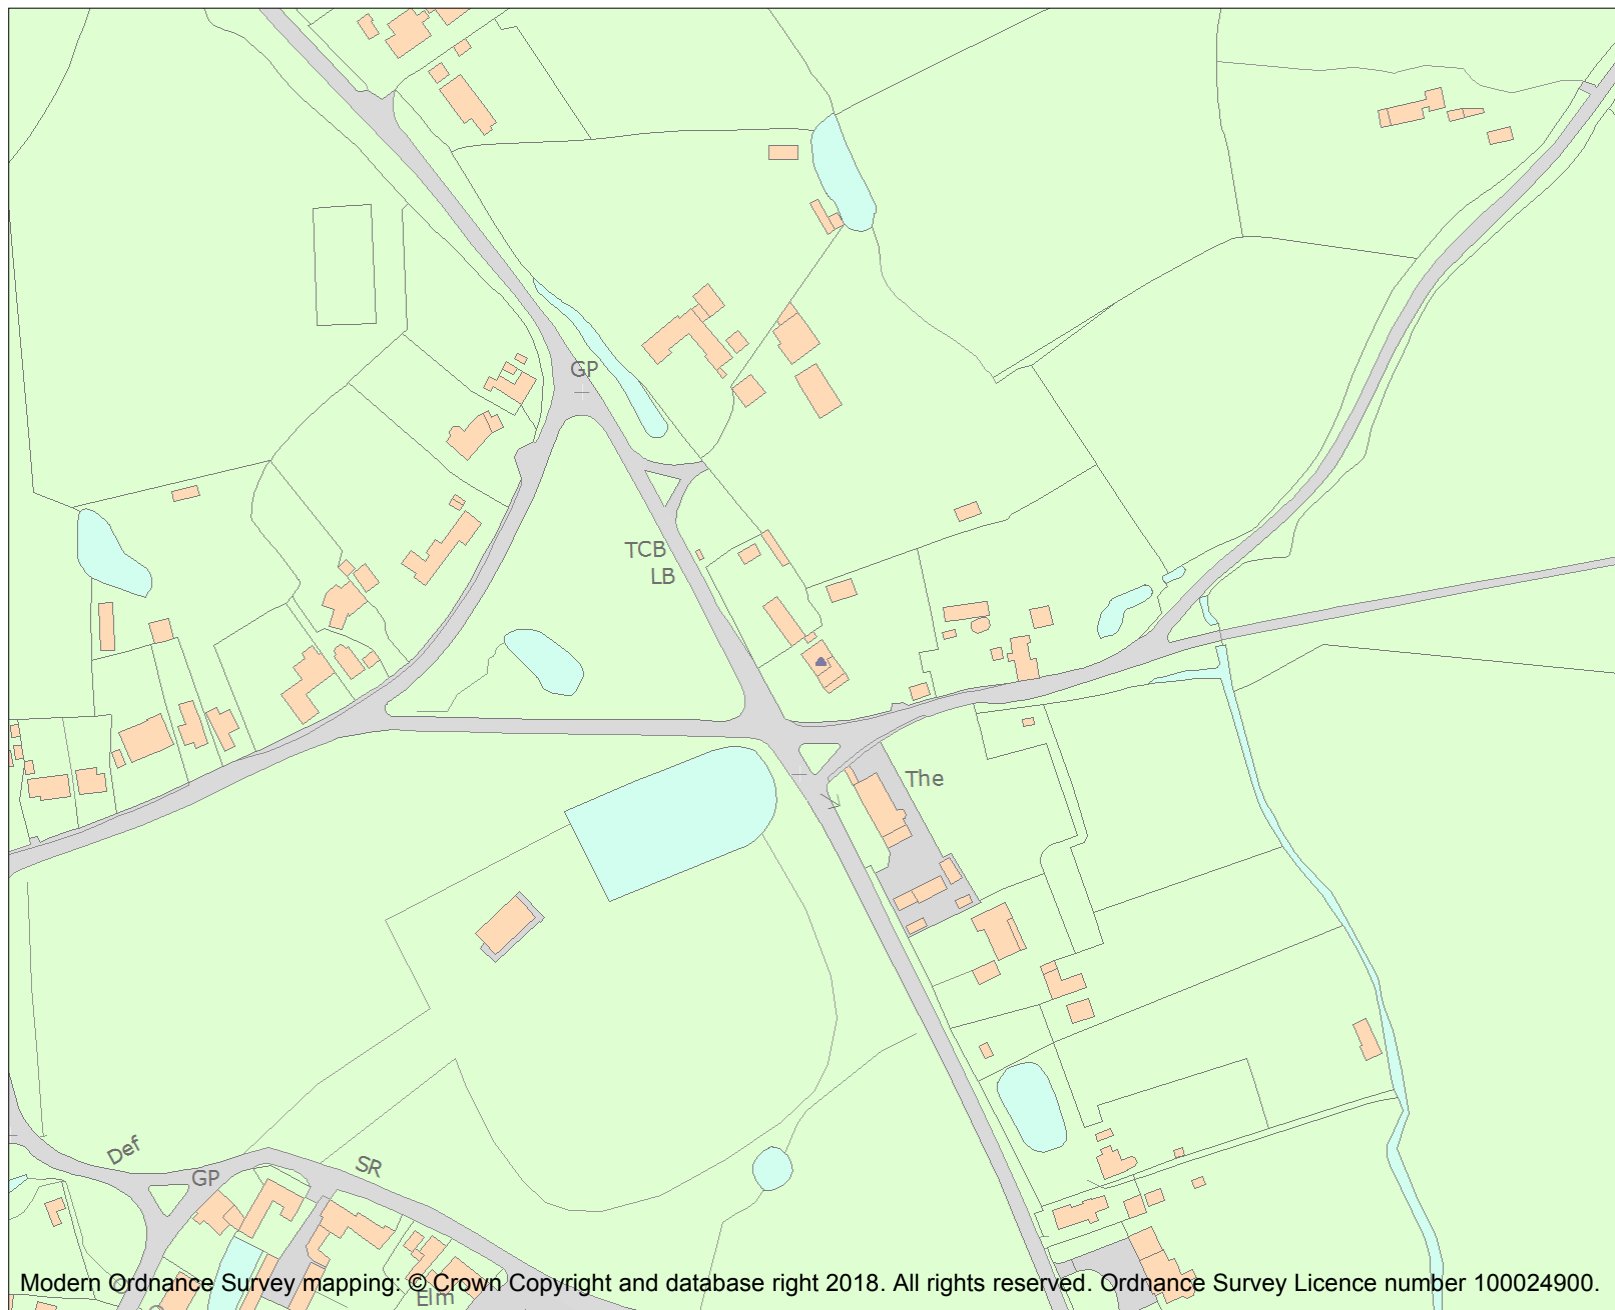 GP
TCB
LB
The
Def
SR
GP
Modern Ordnance Survey mapping: © Crown Copyright and database right 2018. All rights reserved. Ordnance Survey Licence number 100024900.
Elm